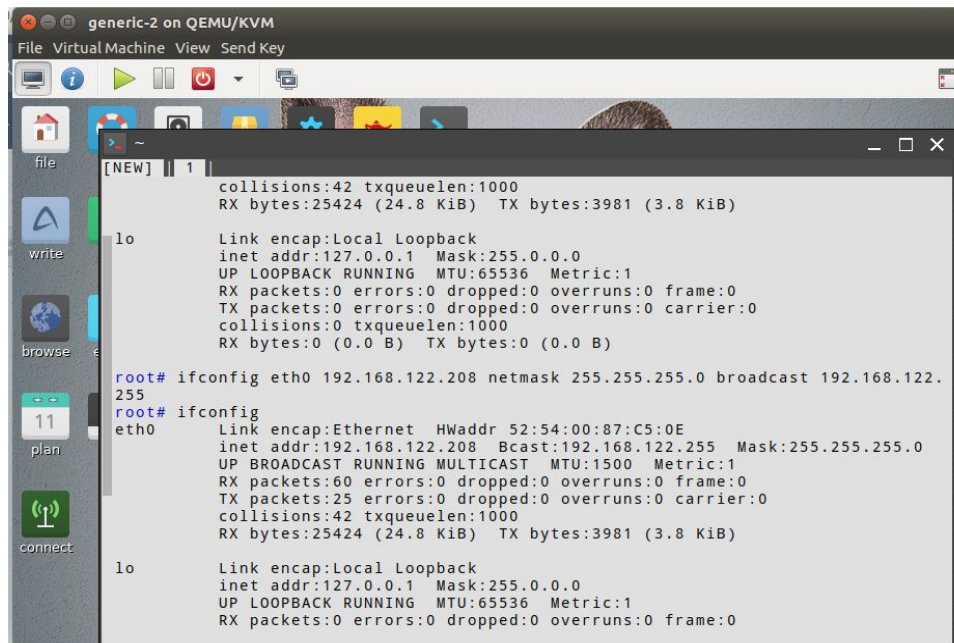 generic-2 on QEMU/KVM
File Virtual Machine View Send Key
file
write
browse
11
plan
connect
~
[NEW] | 1 |
collisions:42 txqueuelen:1000
RX bytes:25424 (24.8 KiB) TX bytes:3981 (3.8 KiB)
lo Link encap:Local Loopback
inet addr:127.0.0.1 Mask:255.0.0.0
UP LOOPBACK RUNNING MTU:65536 Metric:1
RX packets:0 errors:0 dropped:0 overruns:0 frame:0
TX packets:0 errors:0 dropped:0 overruns:0 carrier:0
collisions:0 txqueuelen:1000
RX bytes:0 (0.0 B) TX bytes:0 (0.0 B)
root# ifconfig eth0 192.168.122.208 netmask 255.255.255.0 broadcast 192.168.122.
255
root# ifconfig
eth0 Link encap:Ethernet HWaddr 52:54:00:87:C5:0E
inet addr:192.168.122.208 Bcast:192.168.122.255 Mask:255.255.255.0
UP BROADCAST RUNNING MULTICAST MTU:1500 Metric:1
RX packets:60 errors:0 dropped:0 overruns:0 frame:0
TX packets:25 errors:0 dropped:0 overruns:0 carrier:0
collisions:42 txqueuelen:1000
RX bytes:25424 (24.8 KiB) TX bytes:3981 (3.8 KiB)
lo Link encap:Local Loopback
inet addr:127.0.0.1 Mask:255.0.0.0
UP LOOPBACK RUNNING MTU:65536 Metric:1
RX packets:0 errors:0 dropped:0 overruns:0 frame:0